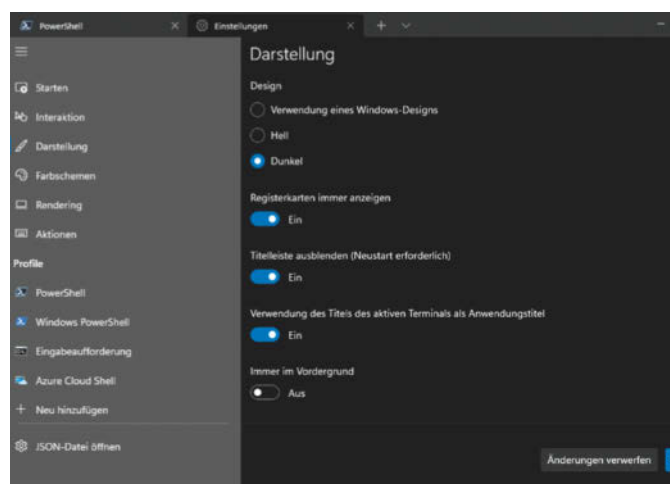 PowerShell
Einstellungen
Starten
Interaktion
Darstellung
Farbschemen
Rendering
Aktionen
Profile
PowerShell
Windows PowerShell
Eingabeaufforderung
Azure Cloud Shell
Neu hinzufügen
JSON-Datei öffnen
Darstellung
Design
Verwendung eines Windows-Designs
Hell
Dunkel
Registerkarten immer anzeigen
Ein
Titelleiste ausblenden (Neustart erforderlich)
Ein
Verwendung des Titels des aktiven Terminals als Anwendungstitel
Ein
Immer im Vordergrund
Aus
Änderungen verwerfen